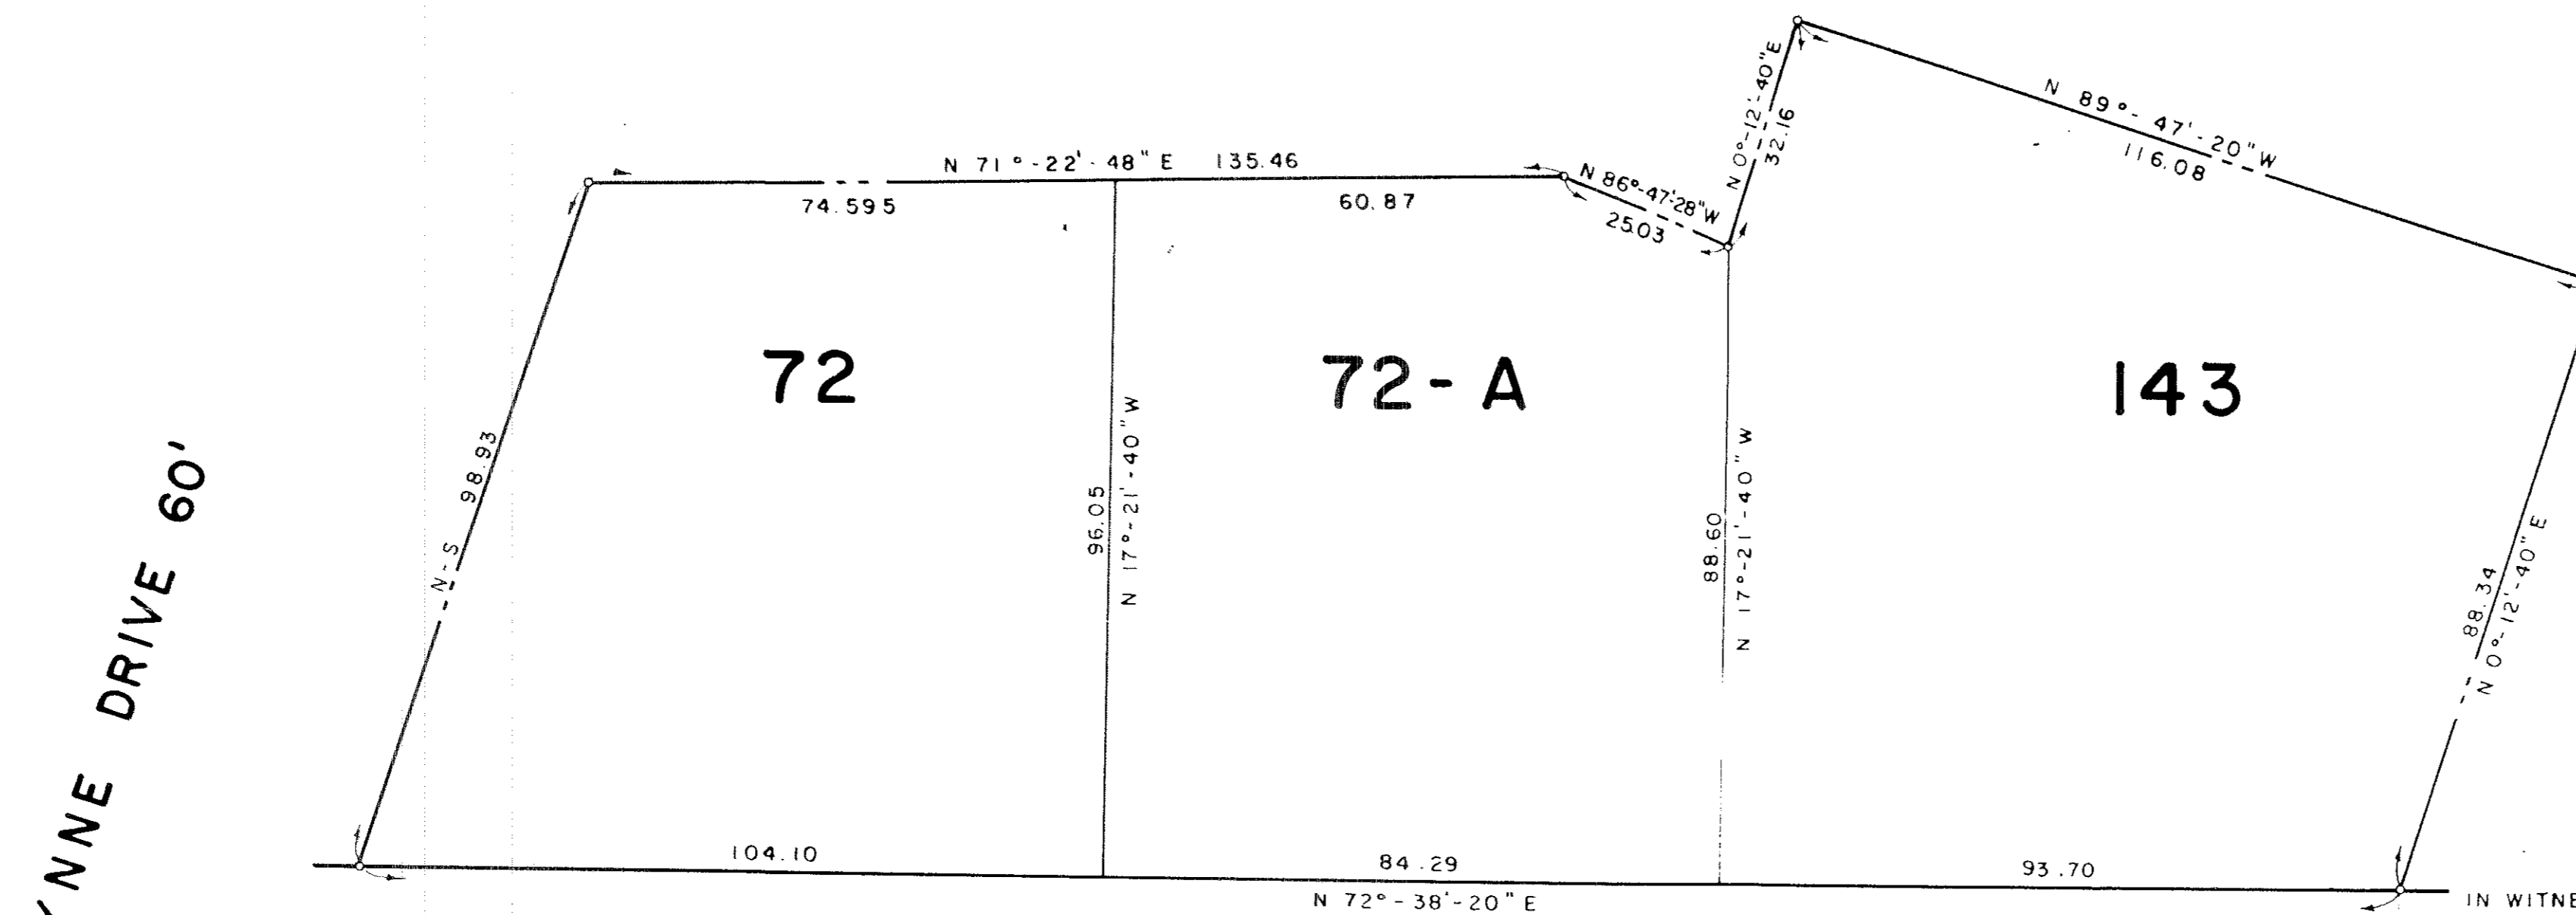 N 71°-22'-48" E 135.46
74.595
60.87
N 86°-47'-28" W
25.03
N 0°-12'-40" E
32.16
N 89°-47'-20" W
116.08
72
72-A
143
N-S 98.93
96.05
N 17°-21'-40" W
88.60
N 17°-21'-40" W
88.34
N 0°-12'-40" E
YNNE DRIVE 60'
104.10
84.29
93.70
N 72°-38'-20" E
IN WITNE